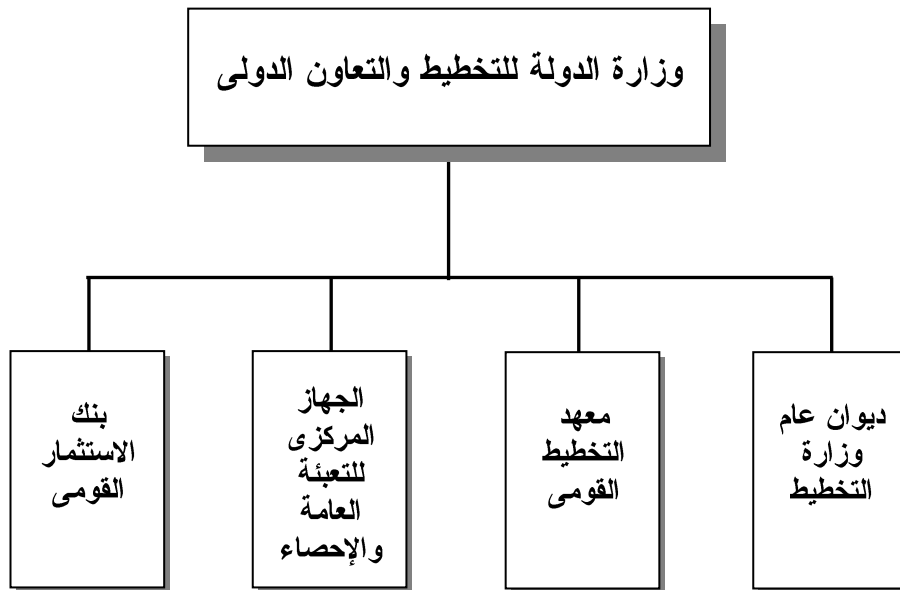 وزارة الدولة للتخطيط والتعاون الدولى
ديوان عام
وزارة
التخطيط
معهد
التخطيط
القومى
الجهاز
المركزى
للتعبئة
العامة
والإحصاء
بنك
الاستثمار
القومى